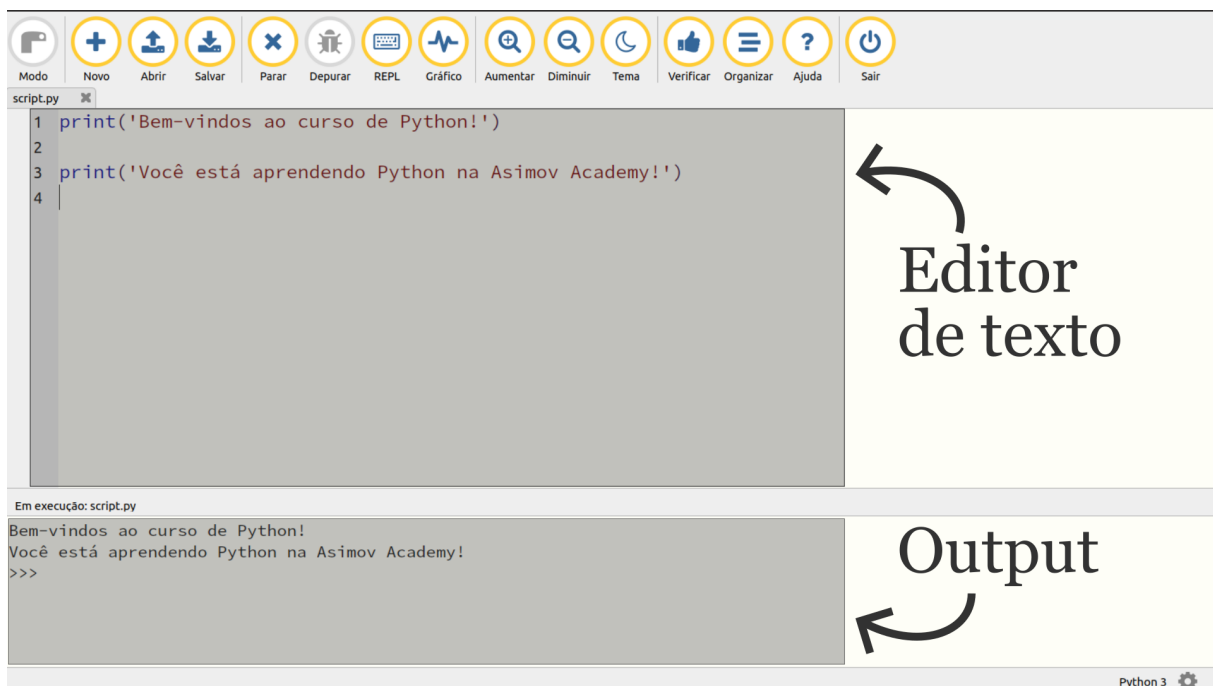 Modo Novo Abrir Salvar Parar Depurar REPL Gráfico Aumentar Diminuir Tema Verificar Organizar Ajuda Sair
script.py
1 print('Bem-vindos ao curso de Python!')
2
3 print('Você está aprendendo Python na Asimov Academy!')
4
Editor
de texto
Em execução: script.py
Bem-vindos ao curso de Python!
Você está aprendendo Python na Asimov Academy!
>>>
Output
Python 3